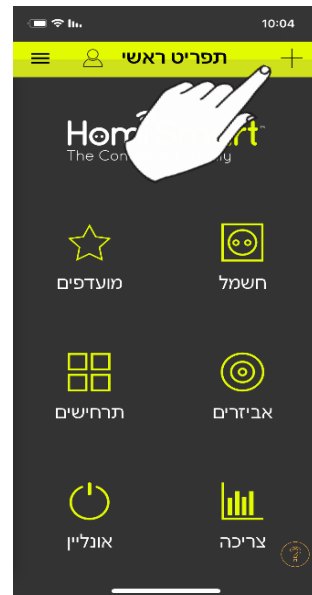 10:04
תפריט ראשי
The Con
חשמל
מועדפים
אביזרים
תרחישים
צריכה
אונליין